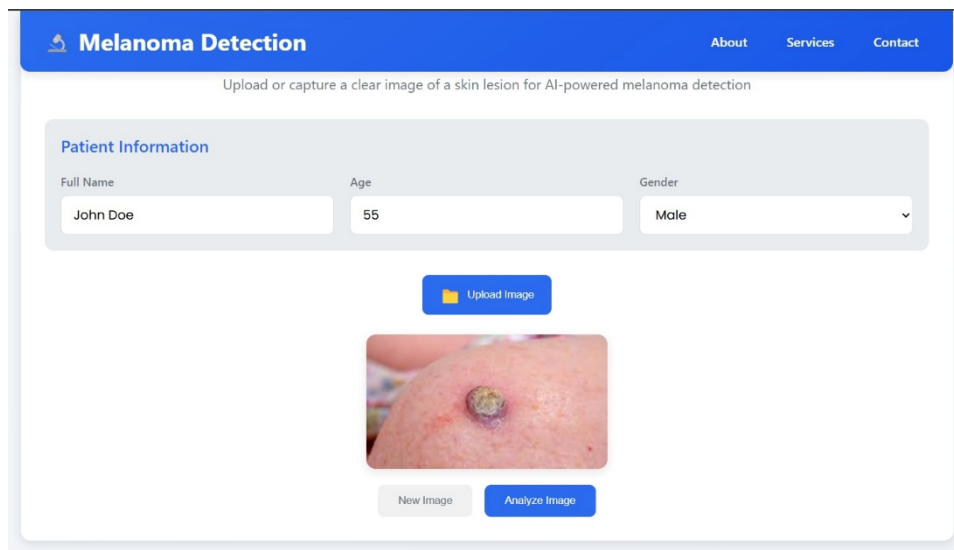 Melanoma Detection
About Services Contact
Upload or capture a clear image of a skin lesion for AI-powered melanoma detection
Patient Information
Full Name Age Gender
John Doe 55 Male
Upload Image
New Image Analyze Image